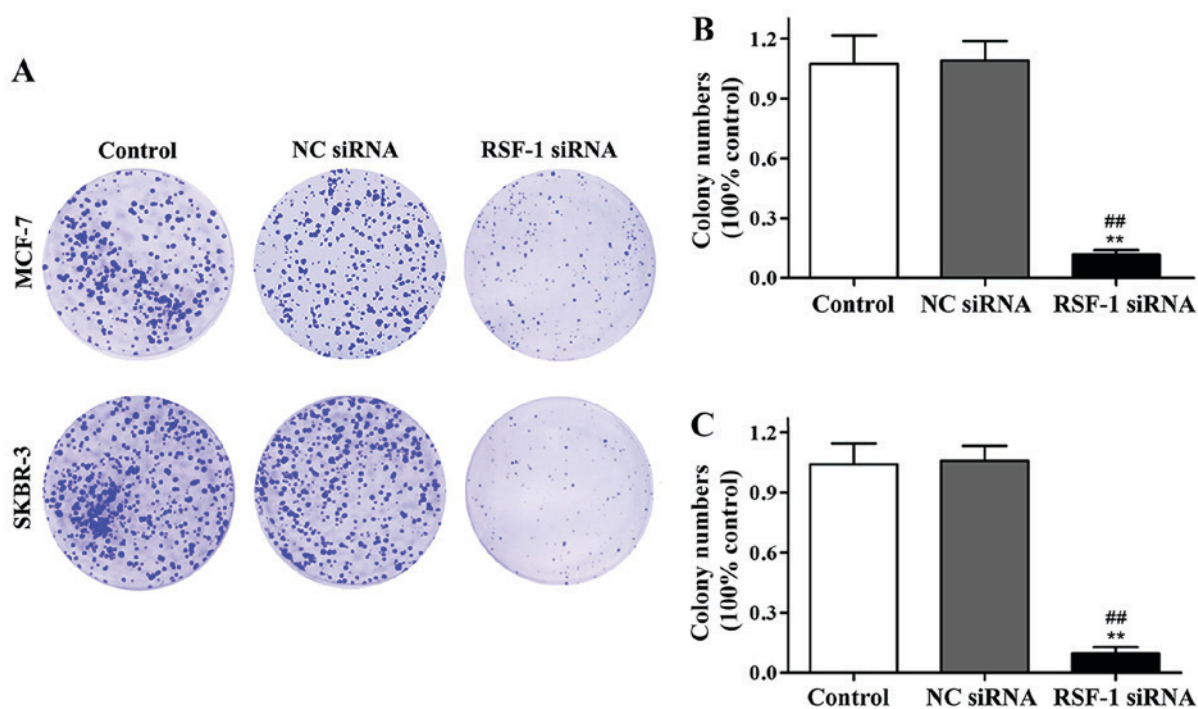 A
Control NC siRNA RSF-1 siRNA
MCF-7
SKBR-3
B
Colony numbers
(100% control)
1.2
0.9
0.6
0.3
0.0
##
**
Control NC siRNA RSF-1 siRNA
C
Colony numbers
(100% control)
1.2
0.9
0.6
0.3
0.0
##
**
Control NC siRNA RSF-1 siRNA